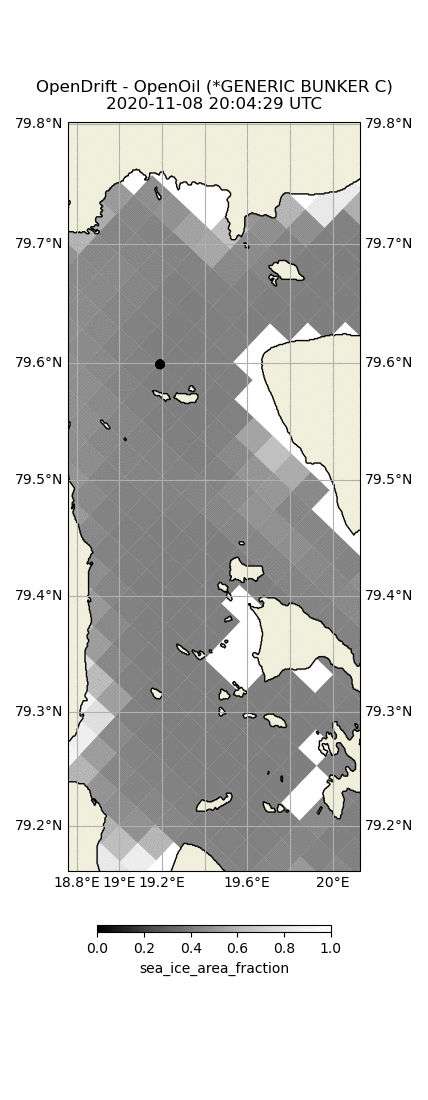 OpenDrift - OpenOil (*GENERIC BUNKER C)
2020-11-08 20:04:29 UTC
79.8°N 79.8°N
79.7°N 79.7°N
79.6°N 79.6°N
79.5°N 79.5°N
79.4°N 79.4°N
79.3°N 79.3°N
79.2°N 79.2°N
18.8°E 19°E 19.2°E 19.6°E 20°E
0.0 0.2 0.4 0.6 0.8 1.0
sea_ice_area_fraction